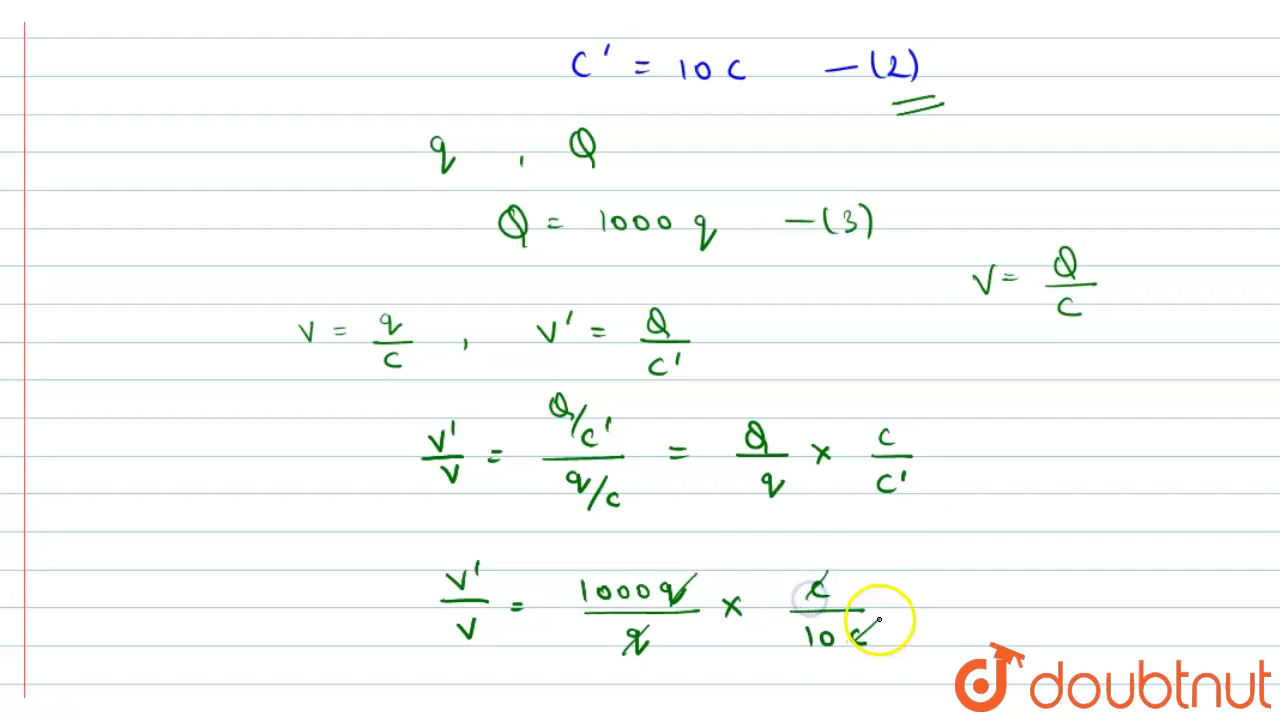 C' = 10 C — (2)
q , Q
Q = 1000 q — (3)
V = Q/C
V = q/C , V' = Q/C'
V'/V = (Q/C')/(q/C) = Q/q × C/C'
V'/V = 1000 q/q × C/10 C
doubtnut